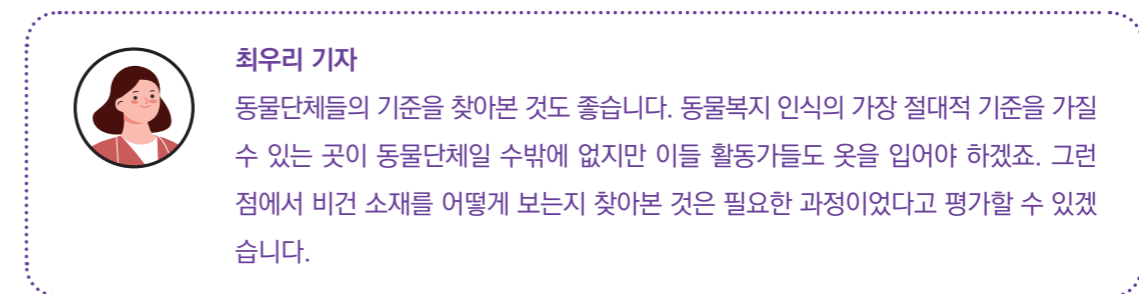 최우리 기자
동물단체들의 기준을 찾아본 것도 좋습니다. 동물복지 인식의 가장 절대적 기준을 가질
수 있는 곳이 동물단체일 수밖에 없지만 이들 활동가들도 옷을 입어야 하겠죠. 그런
점에서 비건 소재를 어떻게 보는지 찾아본 것은 필요한 과정이었다고 평가할 수 있겠
습니다.